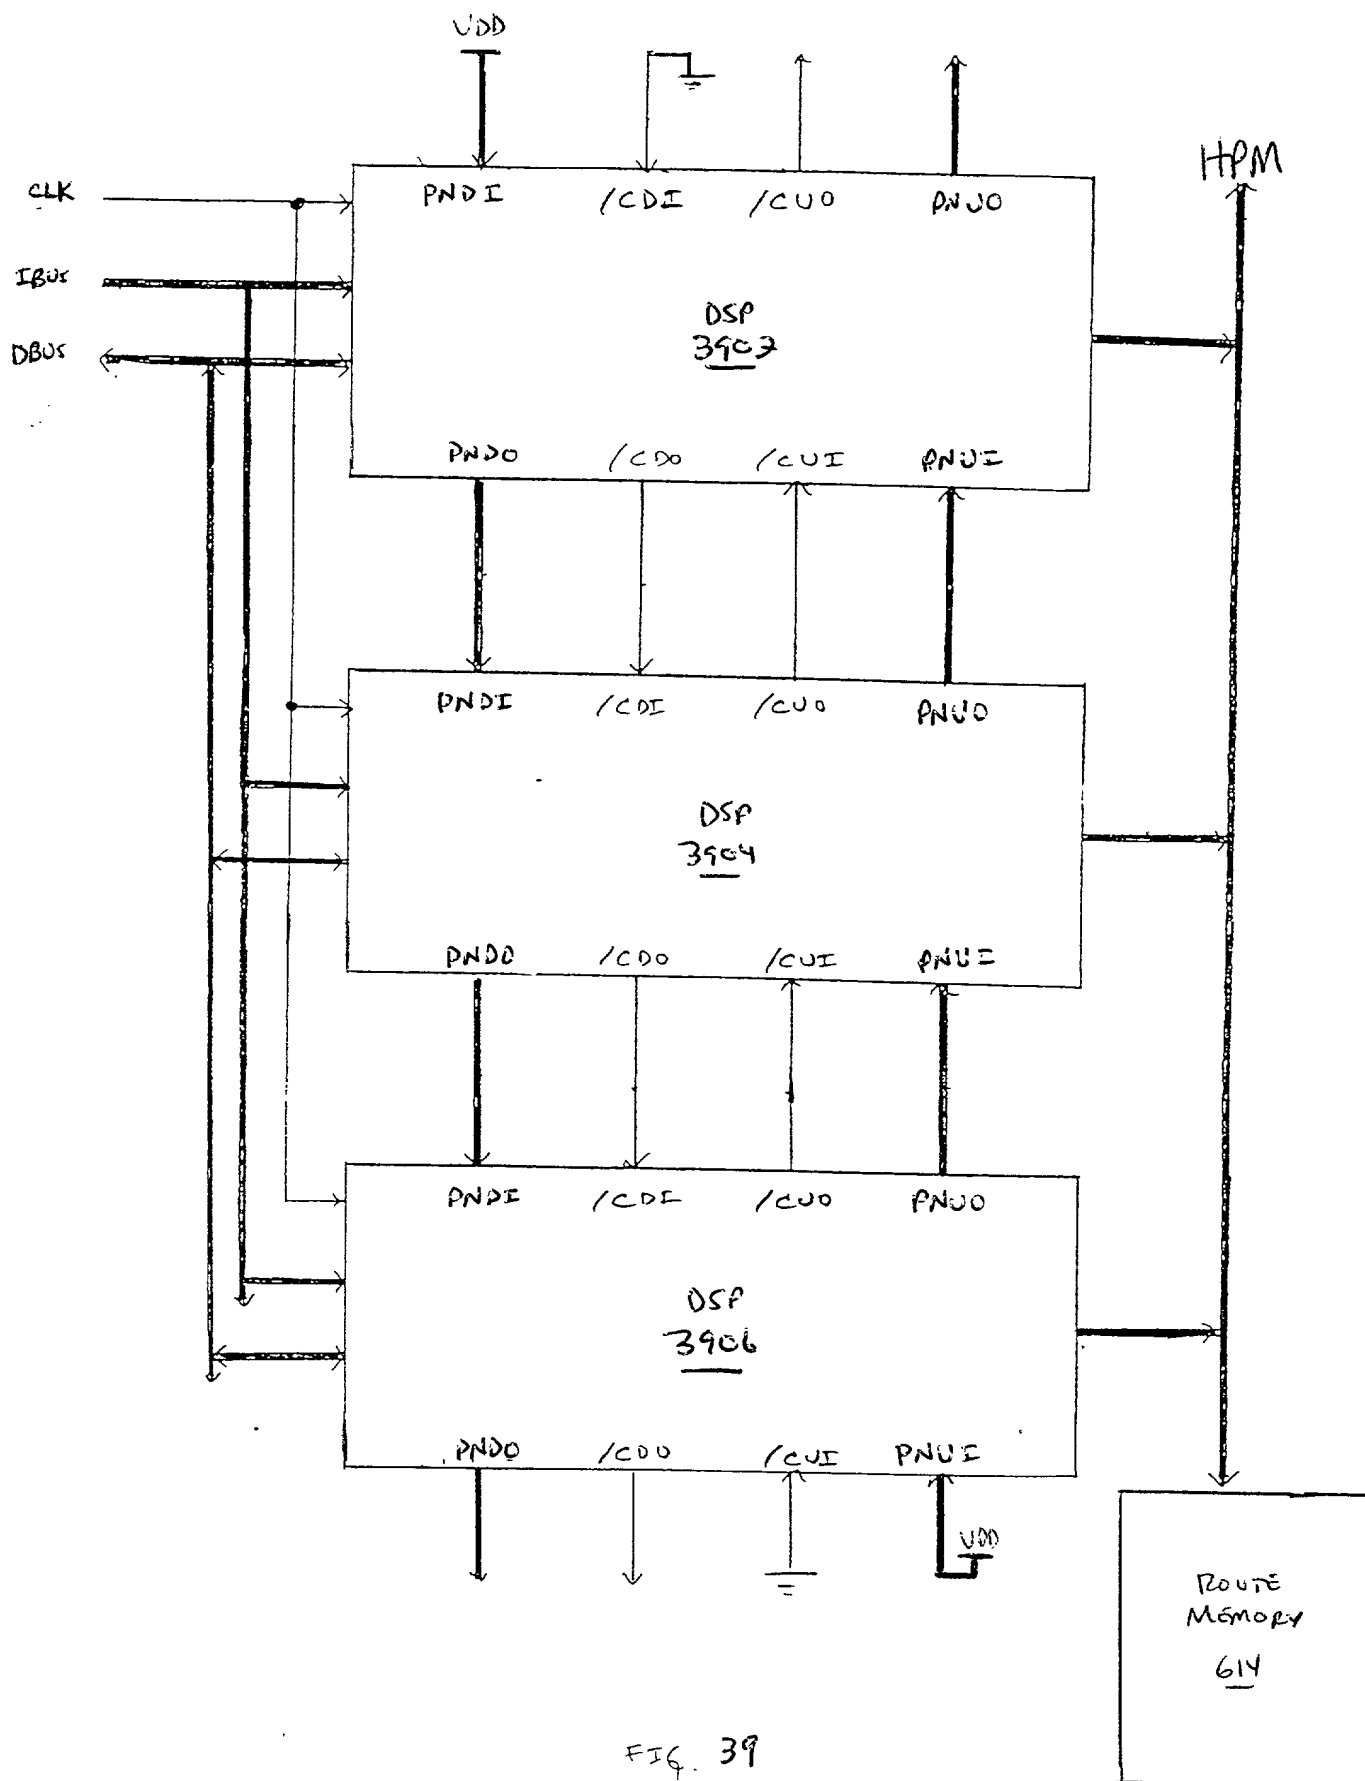 VDD
HPM
CLK
PNDI /CDI /CUO PNUO
IBUS
DSP
DBUS
3902
PNDO /CDO /CUI PNUI
PNDI /CDI /CUO PNUO
DSP
3904
PNDO /CDO /CUI PNUI
PNDI /CDI /CUO PNUO
DSP
3906
PNDO /CDO /CUI PNUI
VDD
ROUTE
MEMORY
614
FIG. 39